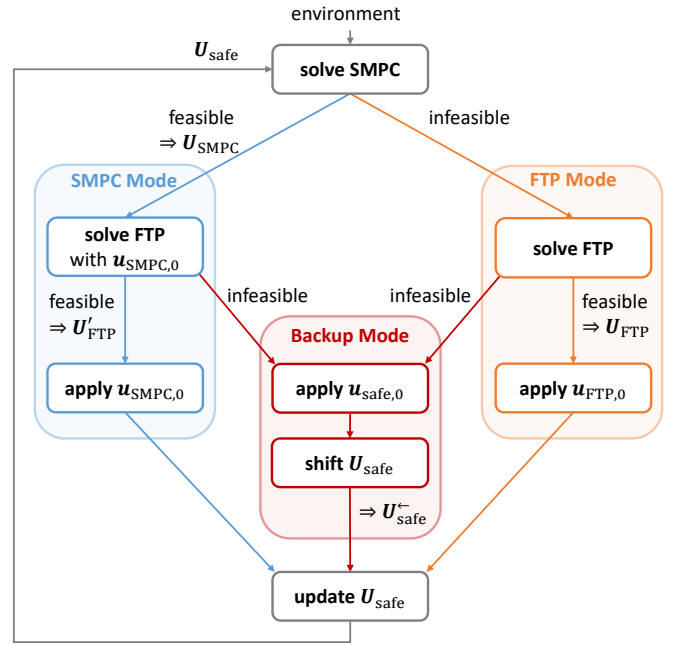 environment
U_safe
solve SMPC
feasible
⇒ U_SMPC
infeasible
SMPC Mode
FTP Mode
solve FTP
with u_SMPC,0
solve FTP
feasible
⇒ U′_FTP
infeasible
infeasible
feasible
⇒ U_FTP
Backup Mode
apply u_SMPC,0
apply u_safe,0
apply u_FTP,0
shift U_safe
⇒ U←_safe
update U_safe